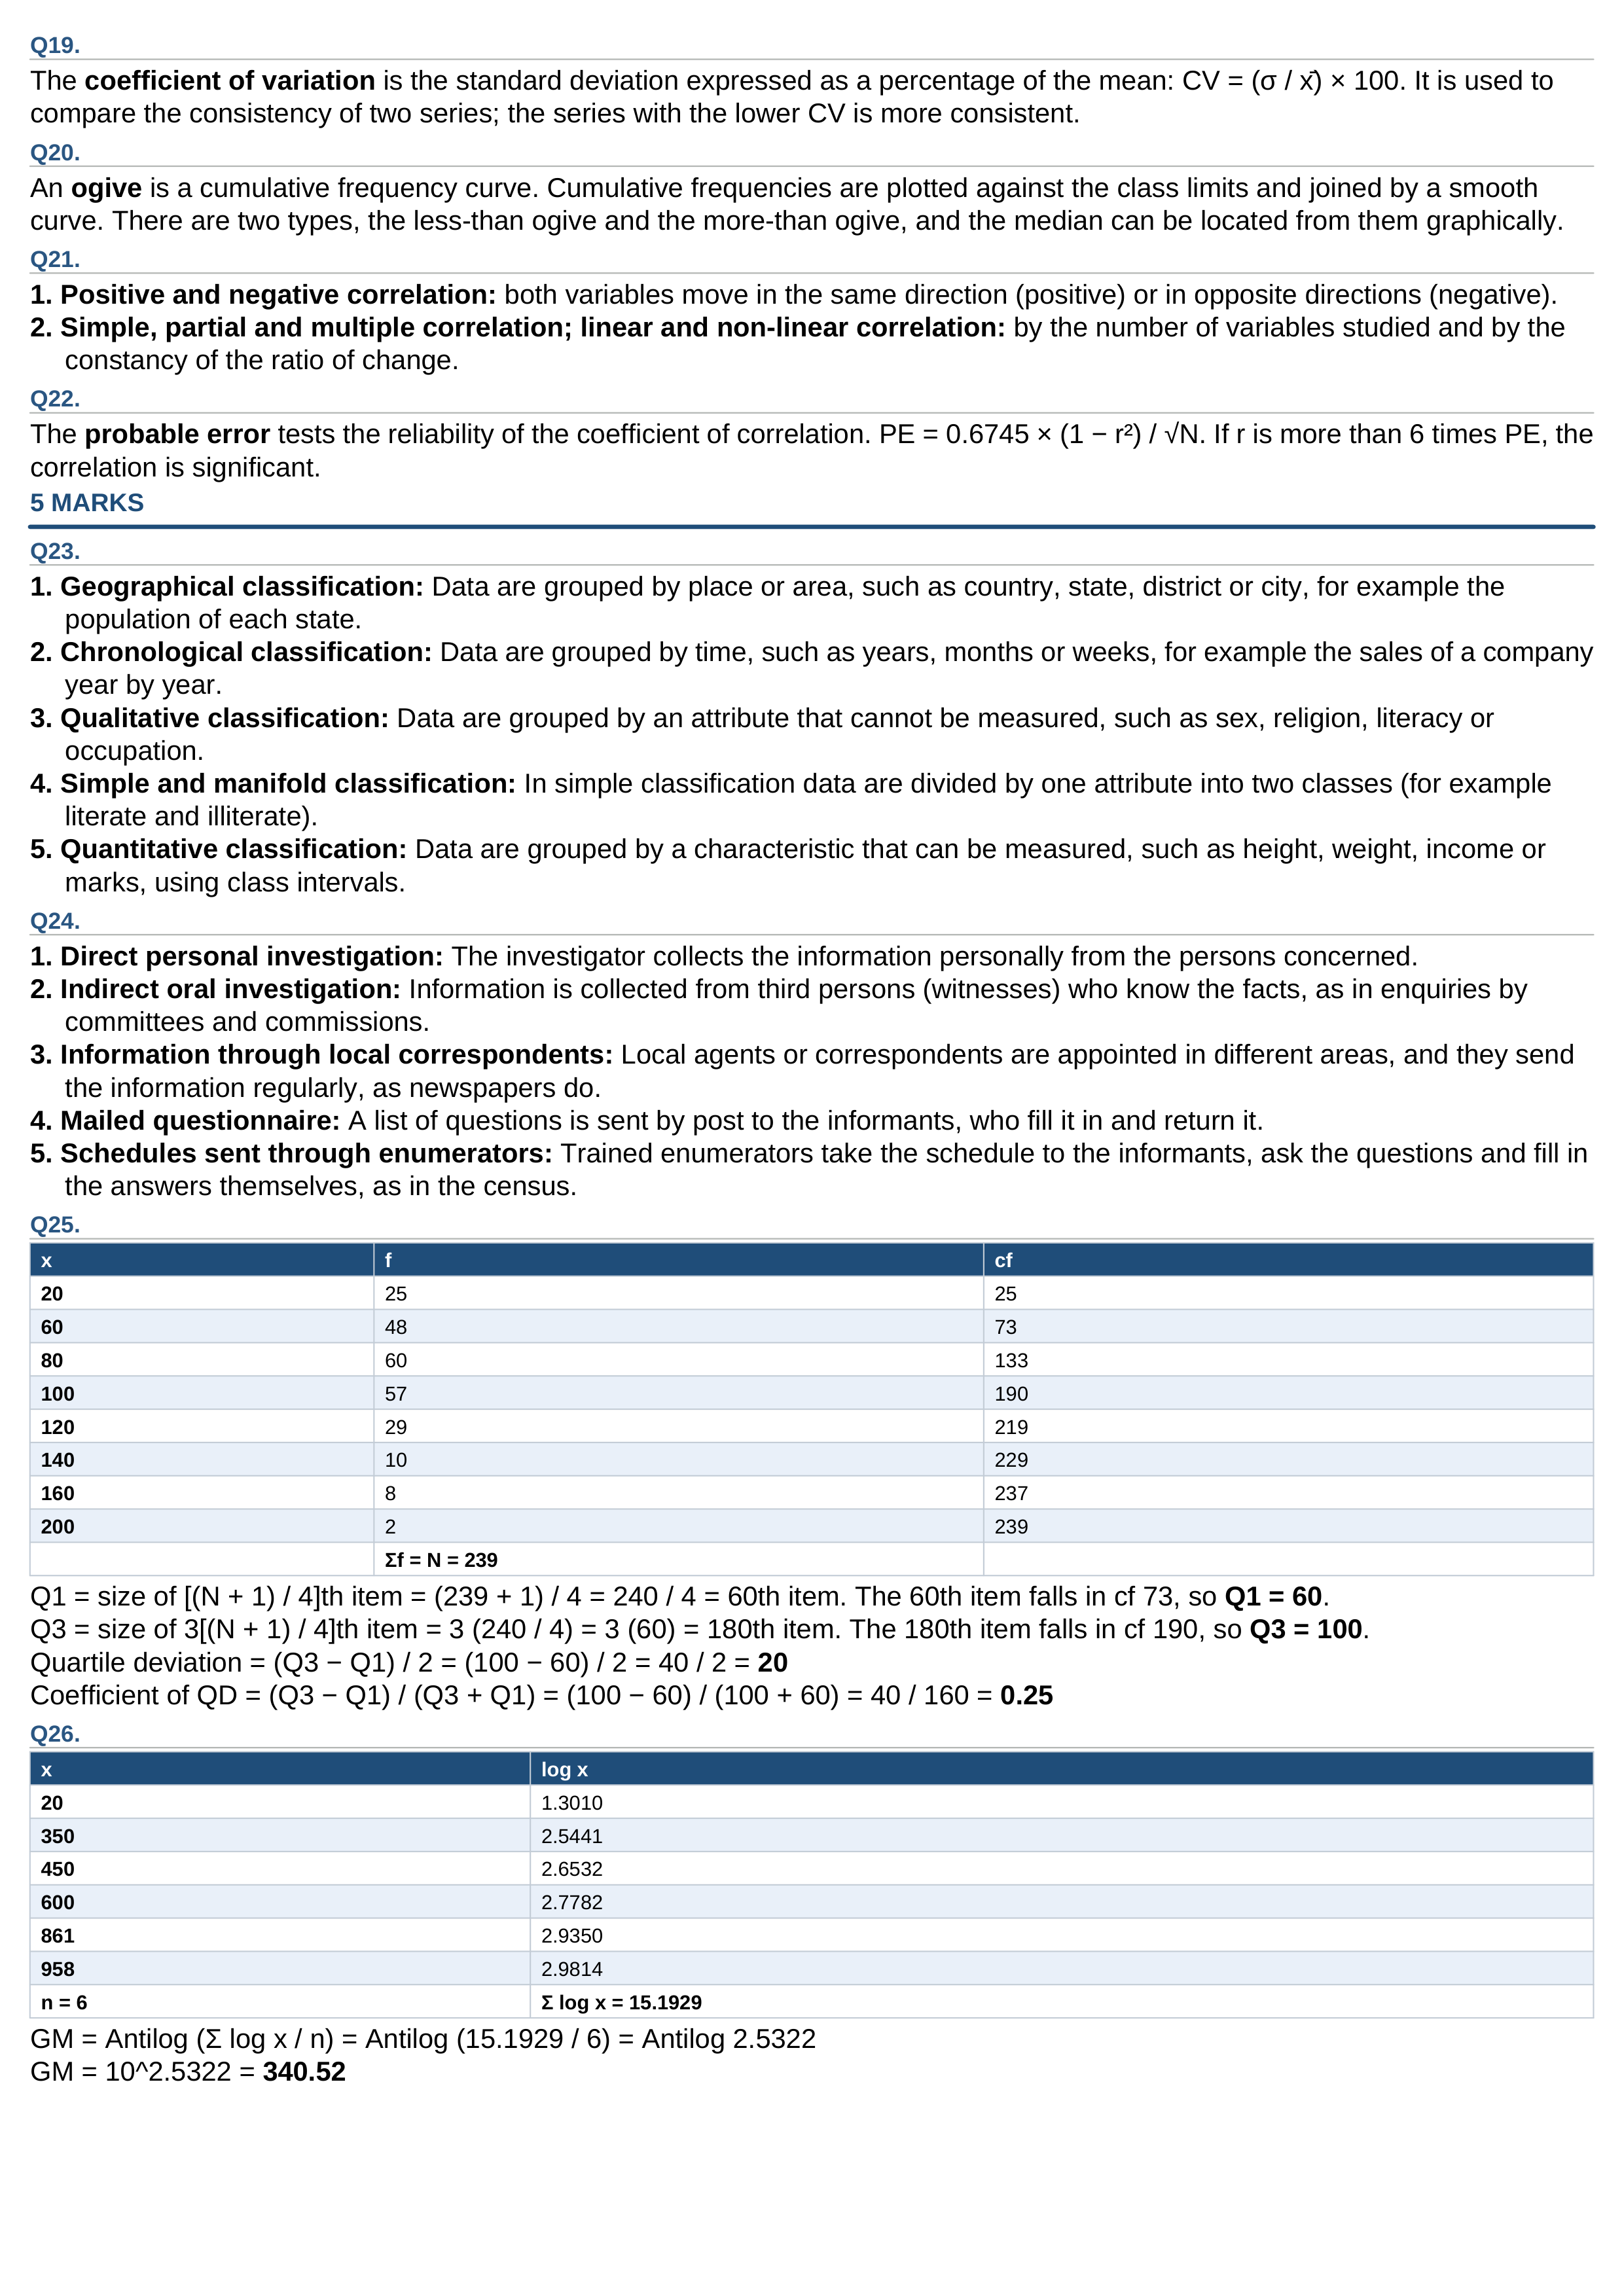 Q19.
The coefficient of variation is the standard deviation expressed as a percentage of the mean: CV = (σ / x̄) × 100. It is used to
compare the consistency of two series; the series with the lower CV is more consistent.
Q20.
An ogive is a cumulative frequency curve. Cumulative frequencies are plotted against the class limits and joined by a smooth
curve. There are two types, the less-than ogive and the more-than ogive, and the median can be located from them graphically.
Q21.
1. Positive and negative correlation: both variables move in the same direction (positive) or in opposite directions (negative).
2. Simple, partial and multiple correlation; linear and non-linear correlation: by the number of variables studied and by the
constancy of the ratio of change.
Q22.
The probable error tests the reliability of the coefficient of correlation. PE = 0.6745 × (1 − r²) / √N. If r is more than 6 times PE, the
correlation is significant.
5 MARKS
Q23.
1. Geographical classification: Data are grouped by place or area, such as country, state, district or city, for example the
population of each state.
2. Chronological classification: Data are grouped by time, such as years, months or weeks, for example the sales of a company
year by year.
3. Qualitative classification: Data are grouped by an attribute that cannot be measured, such as sex, religion, literacy or
occupation.
4. Simple and manifold classification: In simple classification data are divided by one attribute into two classes (for example
literate and illiterate).
5. Quantitative classification: Data are grouped by a characteristic that can be measured, such as height, weight, income or
marks, using class intervals.
Q24.
1. Direct personal investigation: The investigator collects the information personally from the persons concerned.
2. Indirect oral investigation: Information is collected from third persons (witnesses) who know the facts, as in enquiries by
committees and commissions.
3. Information through local correspondents: Local agents or correspondents are appointed in different areas, and they send
the information regularly, as newspapers do.
4. Mailed questionnaire: A list of questions is sent by post to the informants, who fill it in and return it.
5. Schedules sent through enumerators: Trained enumerators take the schedule to the informants, ask the questions and fill in
the answers themselves, as in the census.
Q25.
x f cf
20 25 25
60 48 73
80 60 133
100 57 190
120 29 219
140 10 229
160 8 237
200 2 239
Σf = N = 239
Q1 = size of [(N + 1) / 4]th item = (239 + 1) / 4 = 240 / 4 = 60th item. The 60th item falls in cf 73, so Q1 = 60.
Q3 = size of 3[(N + 1) / 4]th item = 3 (240 / 4) = 3 (60) = 180th item. The 180th item falls in cf 190, so Q3 = 100.
Quartile deviation = (Q3 − Q1) / 2 = (100 − 60) / 2 = 40 / 2 = 20
Coefficient of QD = (Q3 − Q1) / (Q3 + Q1) = (100 − 60) / (100 + 60) = 40 / 160 = 0.25
Q26.
x log x
20 1.3010
350 2.5441
450 2.6532
600 2.7782
861 2.9350
958 2.9814
n = 6 Σ log x = 15.1929
GM = Antilog (Σ log x / n) = Antilog (15.1929 / 6) = Antilog 2.5322
GM = 10^2.5322 = 340.52